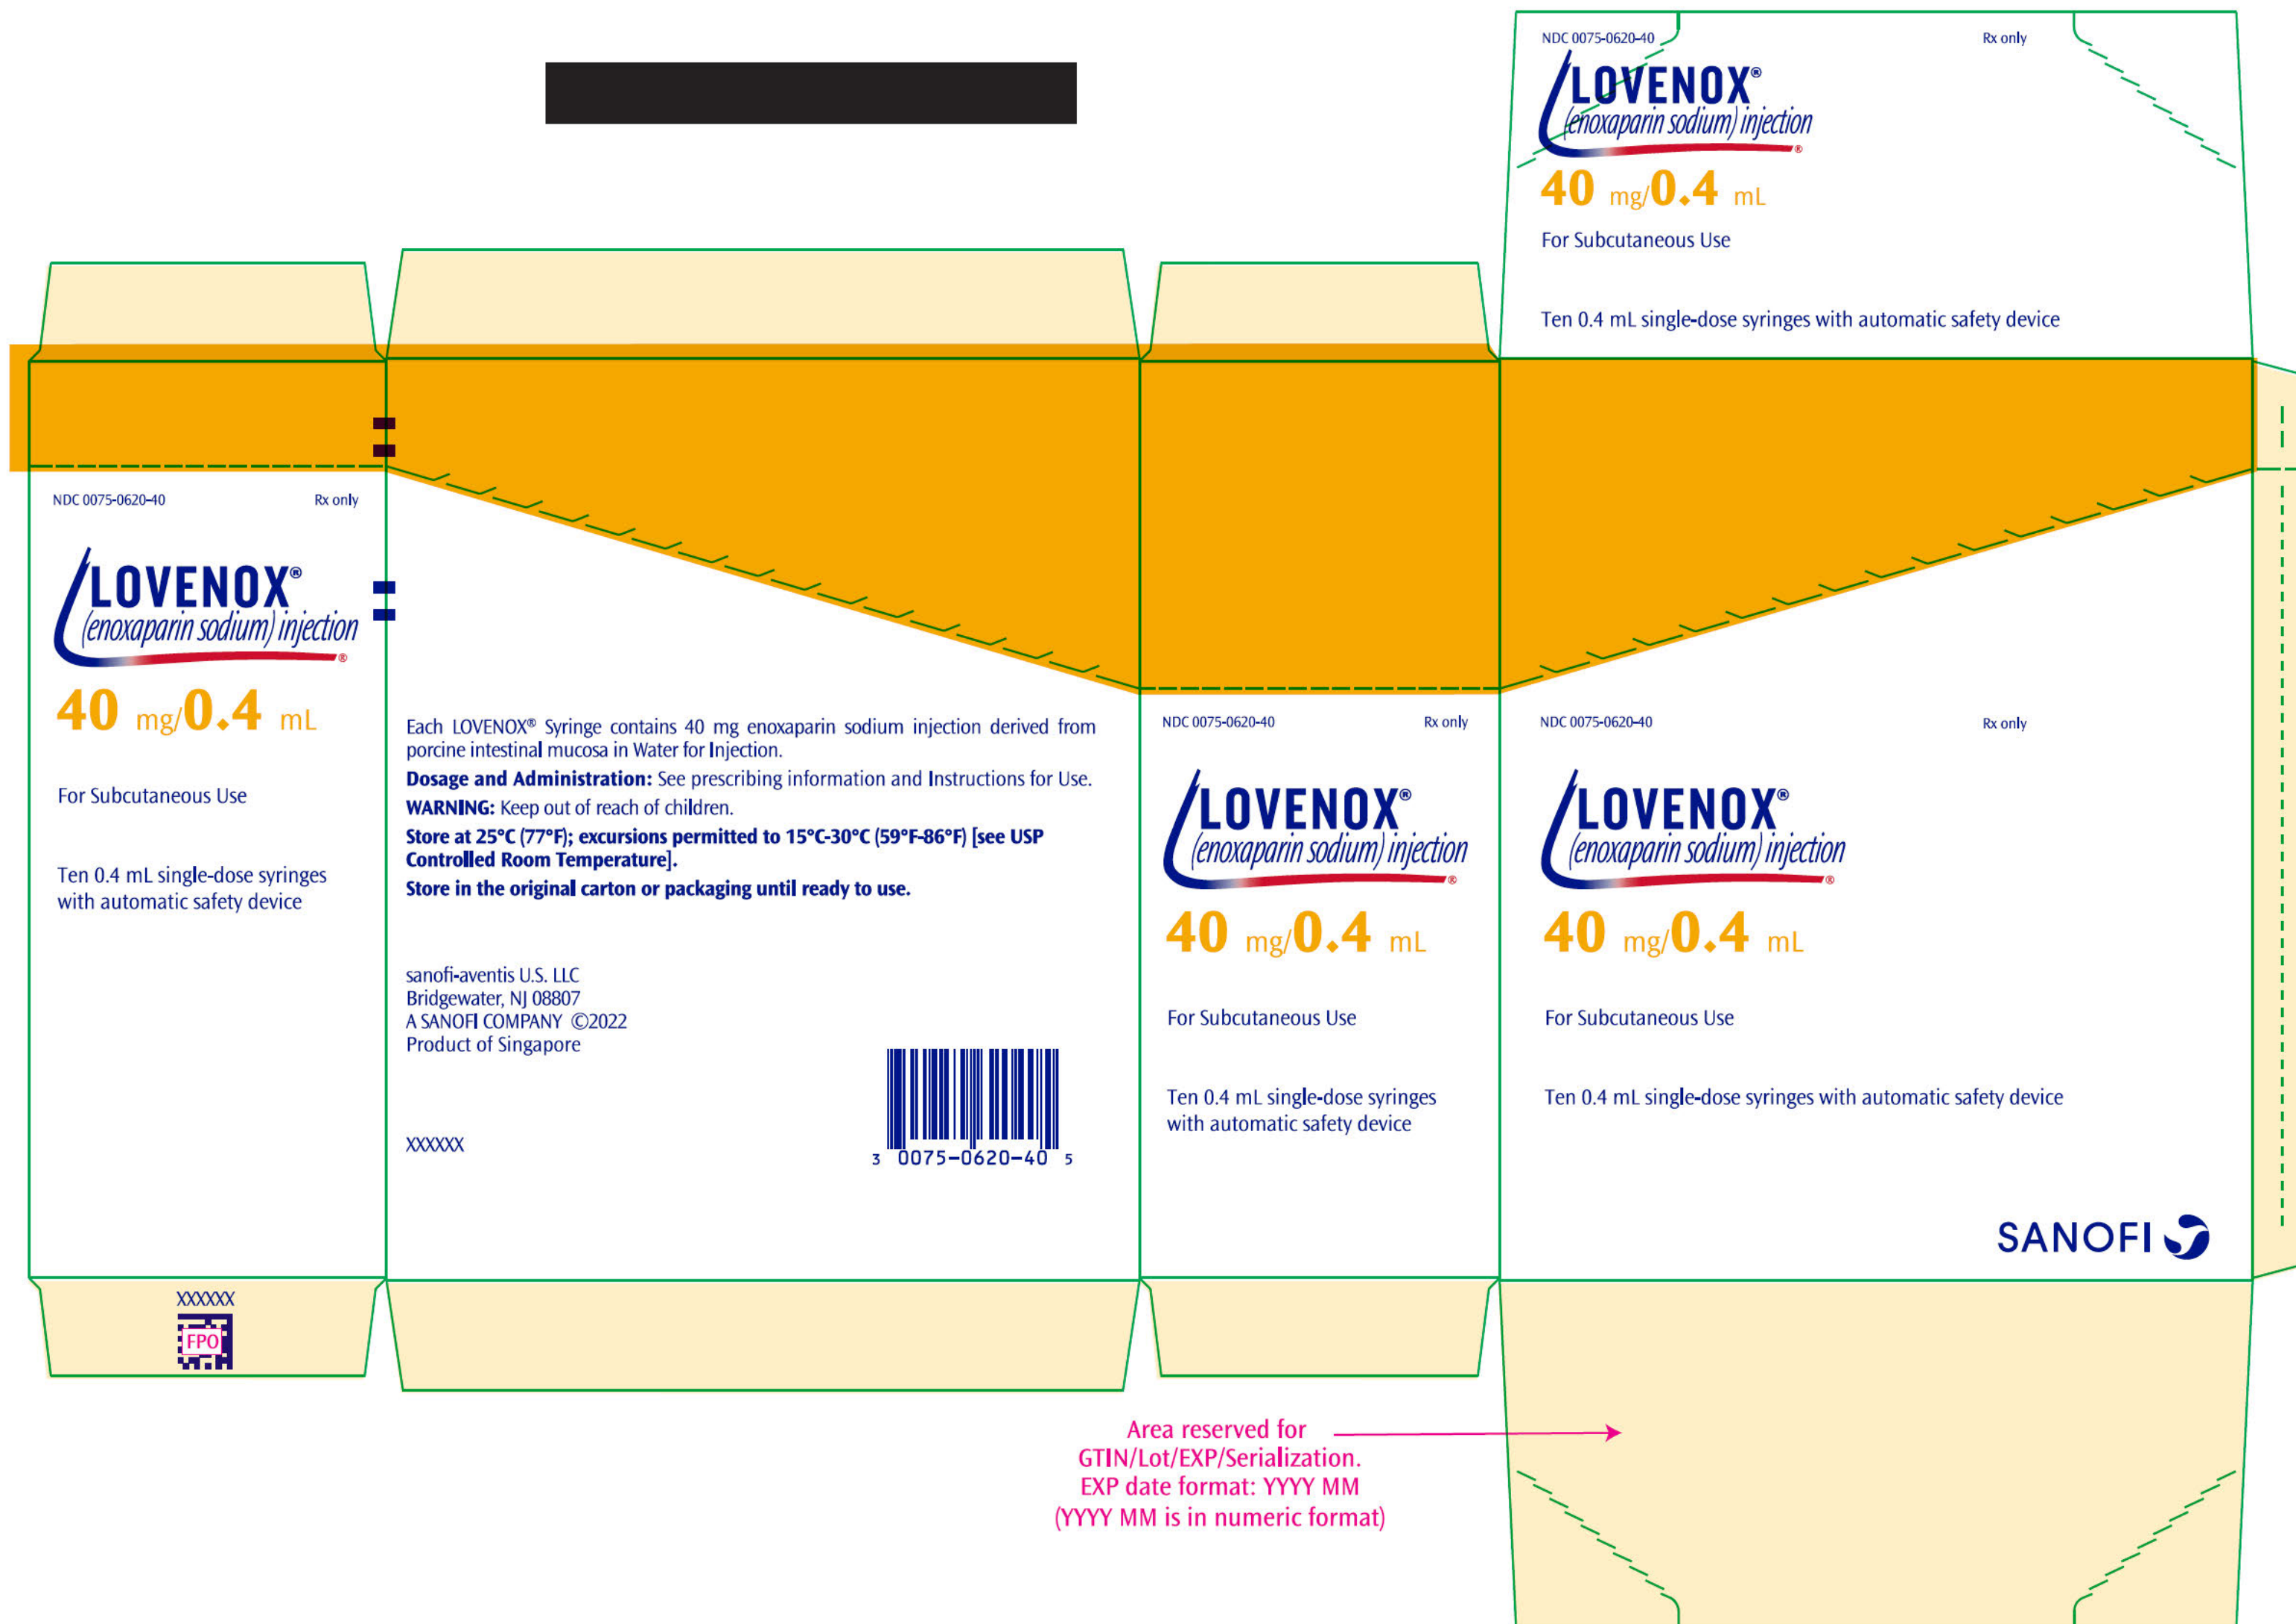 NDC 0075-0620-40 Rx only
LOVENOX®
(enoxaparin sodium) injection
®
40 mg/0.4 mL
For Subcutaneous Use
Ten 0.4 mL single-dose syringes with automatic safety device
NDC 0075-0620-40 Rx only
LOVENOX®
(enoxaparin sodium) injection
®
40 mg/0.4 mL
For Subcutaneous Use
Ten 0.4 mL single-dose syringes
with automatic safety device
XXXXXX
FPO
Each LOVENOX® Syringe contains 40 mg enoxaparin sodium injection derived from
porcine intestinal mucosa in Water for Injection.
Dosage and Administration: See prescribing information and Instructions for Use.
WARNING: Keep out of reach of children.
Store at 25°C (77°F); excursions permitted to 15°C-30°C (59°F-86°F) [see USP
Controlled Room Temperature].
Store in the original carton or packaging until ready to use.
sanofi-aventis U.S. LLC
Bridgewater, NJ 08807
A SANOFI COMPANY ©2022
Product of Singapore
XXXXXX
3 0075-0620-40 5
NDC 0075-0620-40 Rx only
LOVENOX®
(enoxaparin sodium) injection
®
40 mg/0.4 mL
For Subcutaneous Use
Ten 0.4 mL single-dose syringes
with automatic safety device
NDC 0075-0620-40 Rx only
LOVENOX®
(enoxaparin sodium) injection
®
40 mg/0.4 mL
For Subcutaneous Use
Ten 0.4 mL single-dose syringes with automatic safety device
SANOFI
Area reserved for
GTIN/Lot/EXP/Serialization.
EXP date format: YYYY MM
(YYYY MM is in numeric format)